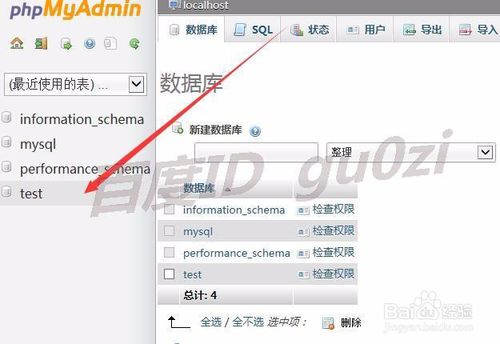 phpMyAdmin
(最近使用的表) ...
information_schema
mysql
performance_schema
test
localhost
数据库
SQL
状态
用户
导出
导入
数据库
新建数据库
整理
数据库
information_schema 检查权限
mysql 检查权限
performance_schema 检查权限
test 检查权限
总计: 4
全选 / 全不选 选中项: 删除
百度ID gu0zi
Baidu 经验
jingyan.baidu.com